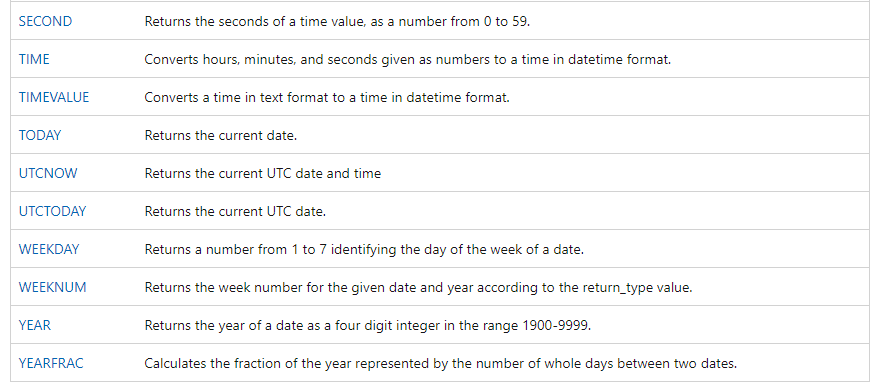 SECOND Returns the seconds of a time value, as a number from 0 to 59.
TIME Converts hours, minutes, and seconds given as numbers to a time in datetime format.
TIMEVALUE Converts a time in text format to a time in datetime format.
TODAY Returns the current date.
UTCNOW Returns the current UTC date and time
UTCTODAY Returns the current UTC date.
WEEKDAY Returns a number from 1 to 7 identifying the day of the week of a date.
WEEKNUM Returns the week number for the given date and year according to the return_type value.
YEAR Returns the year of a date as a four digit integer in the range 1900-9999.
YEARFRAC Calculates the fraction of the year represented by the number of whole days between two dates.